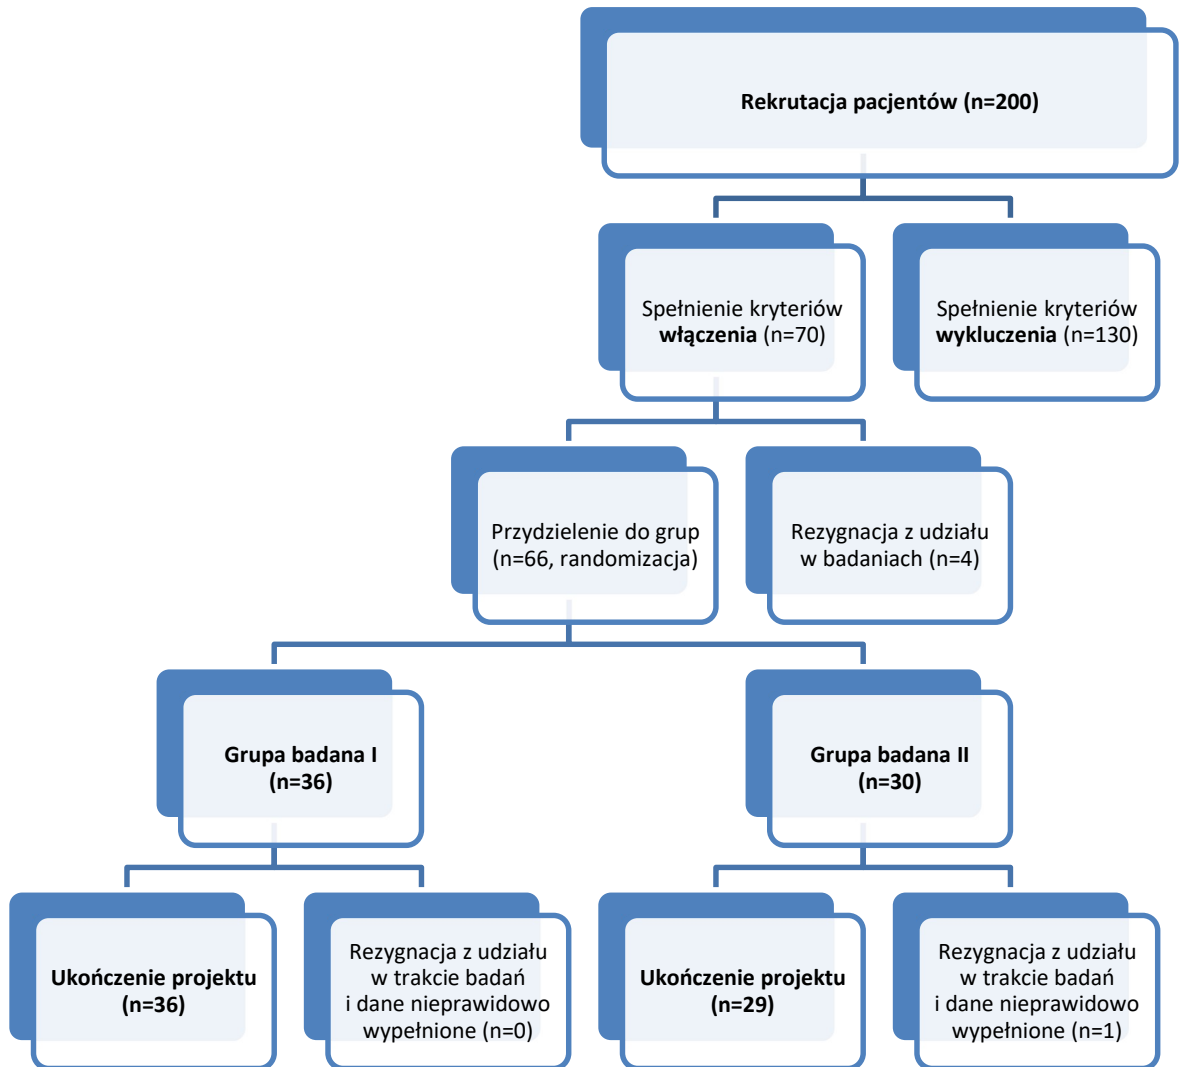 Rekrutacja pacjentów (n=200)
Spełnienie kryteriów
włączenia (n=70)
Spełnienie kryteriów
wykluczenia (n=130)
Przydzielenie do grup
(n=66, randomizacja)
Rezygnacja z udziału
w badaniach (n=4)
Grupa badana I
(n=36)
Grupa badana II
(n=30)
Ukończenie projektu
(n=36)
Rezygnacja z udziału
w trakcie badań
i dane nieprawidowo
wypełnione (n=0)
Ukończenie projektu
(n=29)
Rezygnacja z udziału
w trakcie badań
i dane nieprawidowo
wypełnione (n=1)